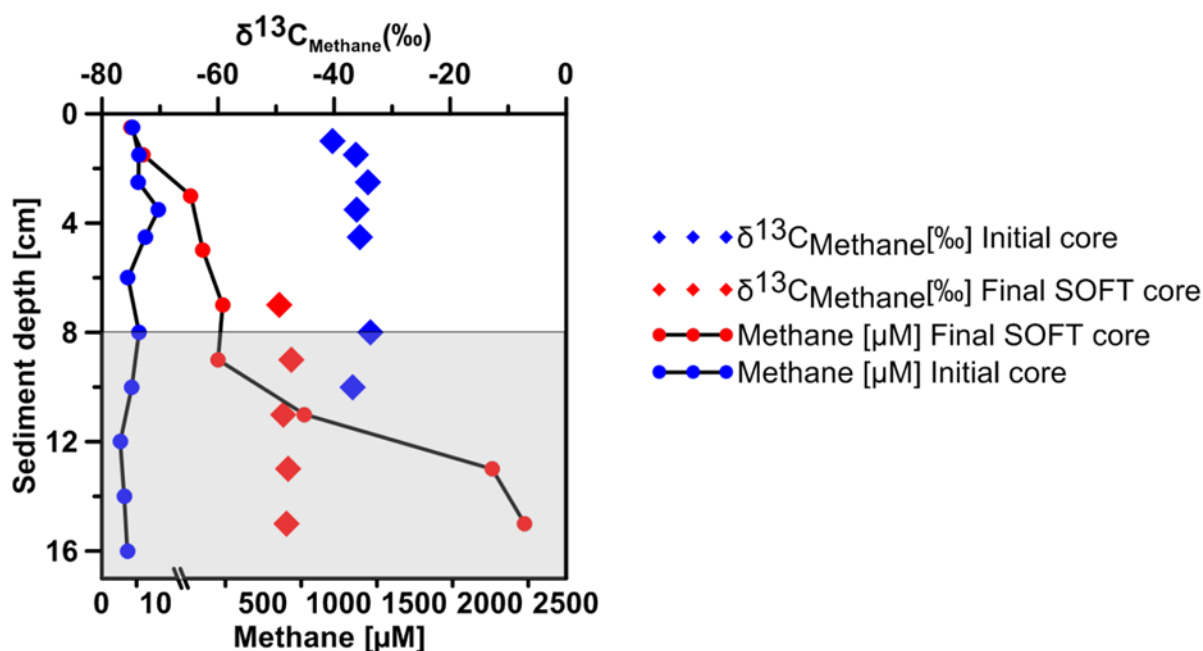 δ13CMethane(‰)
-80 -60 -40 -20 0
0
4
8
12
16
Sediment depth [cm]
0 10 500 1000 1500 2000 2500
Methane [µM]
δ13CMethane[‰] Initial core
δ13CMethane[‰] Final SOFT core
Methane [µM] Final SOFT core
Methane [µM] Initial core